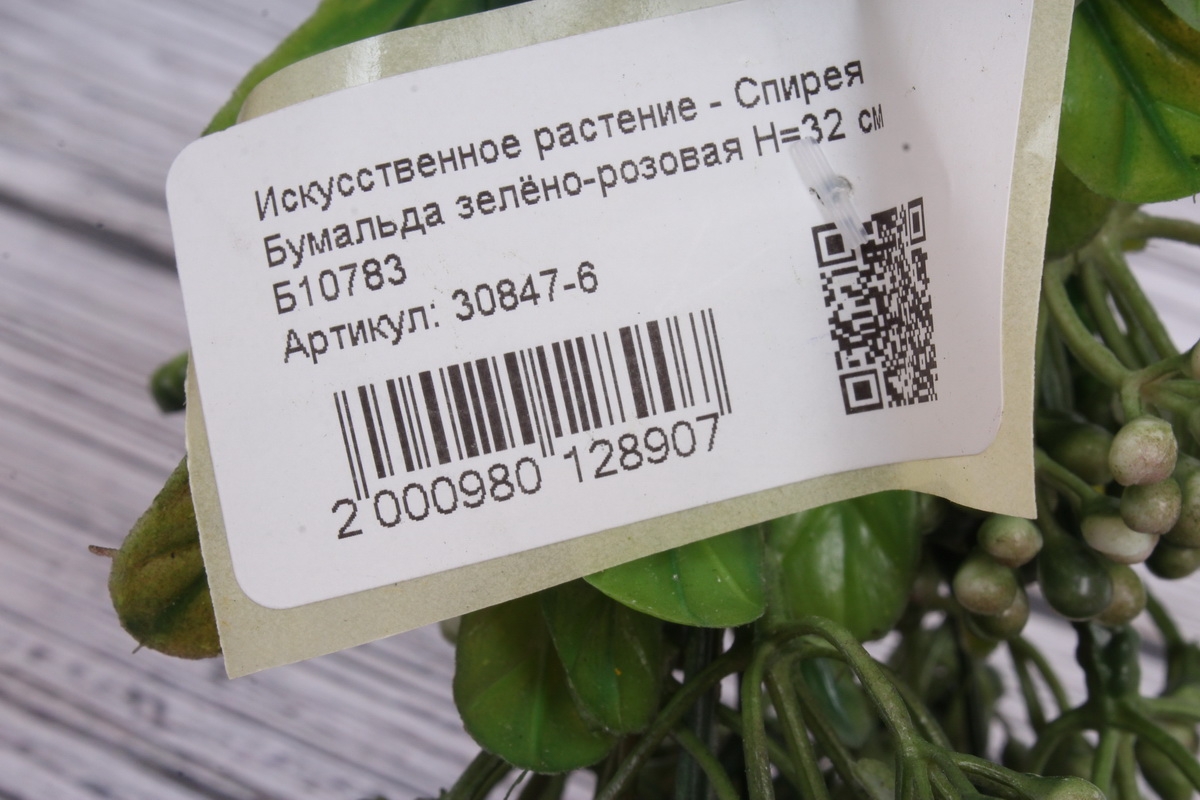 Искусственное растение - Спирея
Бумальда зелёно-розовая Н=32 см
Б10783
Артикул: 30847-6
2 000980 128907